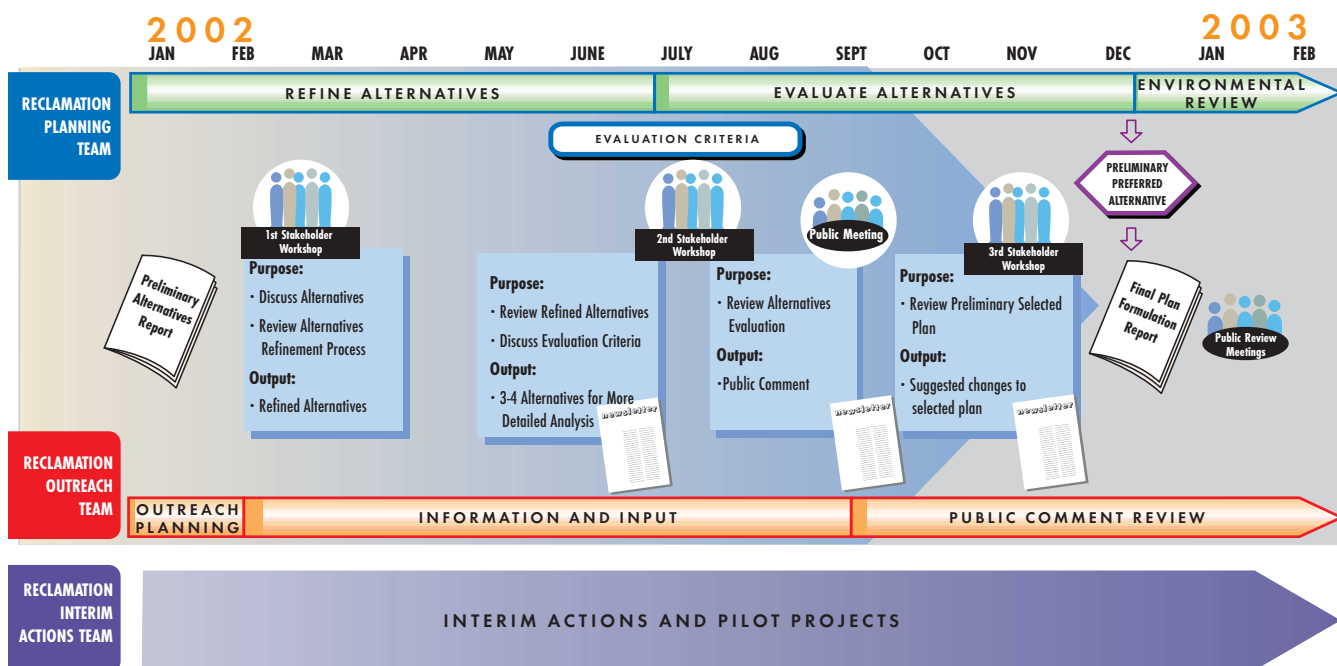 2002
2003
JAN FEB MAR APR MAY JUNE JULY AUG SEPT OCT NOV DEC JAN FEB
RECLAMATION
PLANNING
TEAM
REFINE ALTERNATIVES
EVALUATE ALTERNATIVES
ENVIRONMENTAL
REVIEW
EVALUATION CRITERIA
PRELIMINARY
PREFERRED
ALTERNATIVE
Preliminary
Alternatives
Report
1st Stakeholder
Workshop
Purpose:
· Discuss Alternatives
· Review Alternatives
Refinement Process
Output:
· Refined Alternatives
2nd Stakeholder
Workshop
Purpose:
· Review Refined Alternatives
· Discuss Evaluation Criteria
Output:
· 3-4 Alternatives for More
Detailed Analysis
newsletter
Public Meeting
Purpose:
· Review Alternatives
Evaluation
Output:
·Public Comment
newsletter
3rd Stakeholder
Workshop
Purpose:
· Review Preliminary Selected
Plan
Output:
· Suggested changes to
selected plan
newsletter
Final Plan
Formulation
Report
Public Review
Meetings
RECLAMATION
OUTREACH
TEAM
OUTREACH
PLANNING
INFORMATION AND INPUT
PUBLIC COMMENT REVIEW
RECLAMATION
INTERIM
ACTIONS TEAM
INTERIM ACTIONS AND PILOT PROJECTS